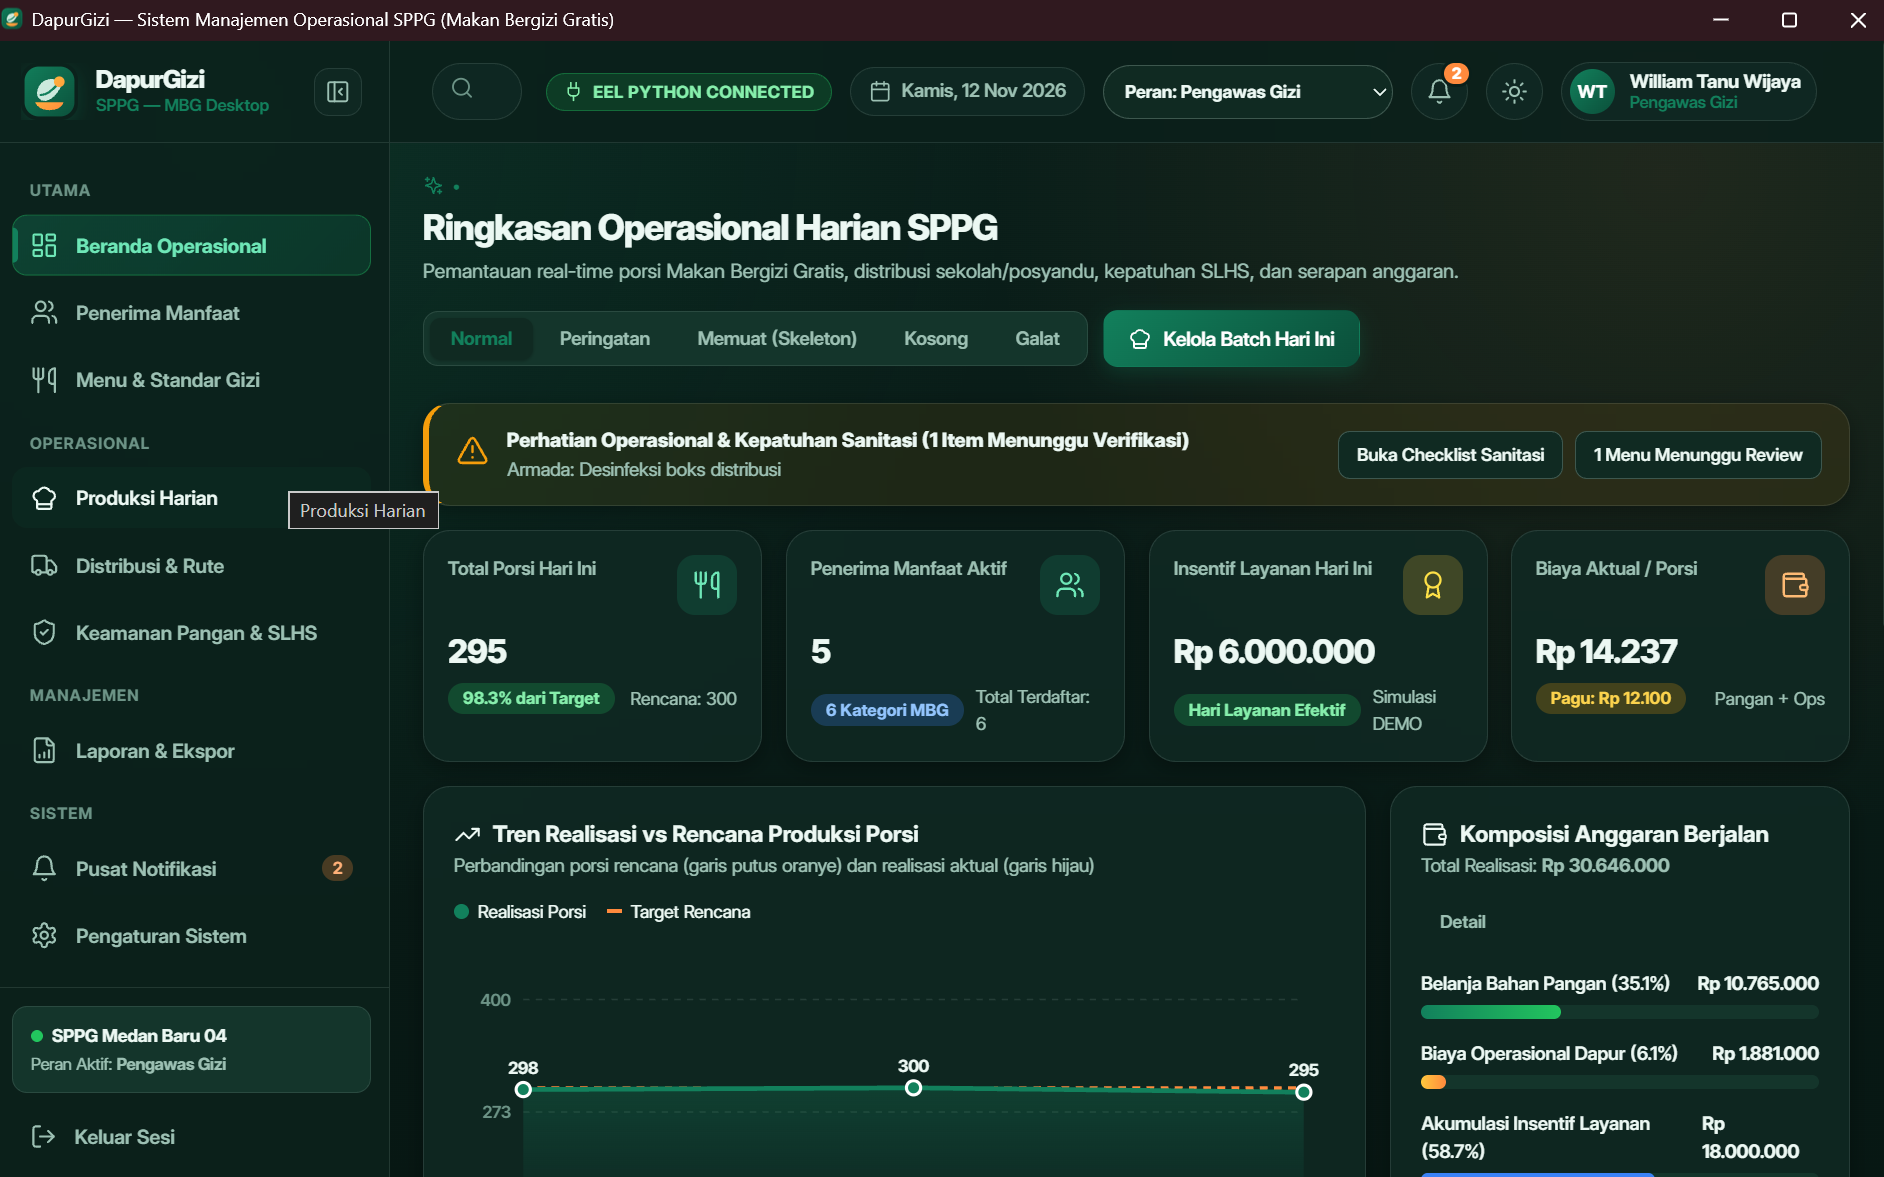 DapurGizi — Sistem Manajemen Operasional SPPG (Makan Bergizi Gratis)
DapurGizi
SPPG — MBG Desktop
EEL PYTHON CONNECTED
Kamis, 12 Nov 2026
Peran: Pengawas Gizi
2
WT
William Tanu Wijaya
Pengawas Gizi
UTAMA
Beranda Operasional
Penerima Manfaat
Menu & Standar Gizi
OPERASIONAL
Produksi Harian
Produksi Harian
Distribusi & Rute
Keamanan Pangan & SLHS
MANAJEMEN
Laporan & Ekspor
SISTEM
Pusat Notifikasi
2
Pengaturan Sistem
SPPG Medan Baru 04
Peran Aktif: Pengawas Gizi
Keluar Sesi
Ringkasan Operasional Harian SPPG
Pemantauan real-time porsi Makan Bergizi Gratis, distribusi sekolah/posyandu, kepatuhan SLHS, dan serapan anggaran.
Normal
Peringatan
Memuat (Skeleton)
Kosong
Galat
Kelola Batch Hari Ini
Perhatian Operasional & Kepatuhan Sanitasi (1 Item Menunggu Verifikasi)
Armada: Desinfeksi boks distribusi
Buka Checklist Sanitasi
1 Menu Menunggu Review
Total Porsi Hari Ini
295
98.3% dari Target
Rencana: 300
Penerima Manfaat Aktif
5
6 Kategori MBG
Total Terdaftar:
6
Insentif Layanan Hari Ini
Rp 6.000.000
Hari Layanan Efektif
Simulasi
DEMO
Biaya Aktual / Porsi
Rp 14.237
Pagu: Rp 12.100
Pangan + Ops
Tren Realisasi vs Rencana Produksi Porsi
Perbandingan porsi rencana (garis putus oranye) dan realisasi aktual (garis hijau)
Realisasi Porsi
Target Rencana
400
298
300
295
273
Komposisi Anggaran Berjalan
Total Realisasi: Rp 30.646.000
Detail
Belanja Bahan Pangan (35.1%)
Rp 10.765.000
Biaya Operasional Dapur (6.1%)
Rp 1.881.000
Akumulasi Insentif Layanan
(58.7%)
Rp
18.000.000